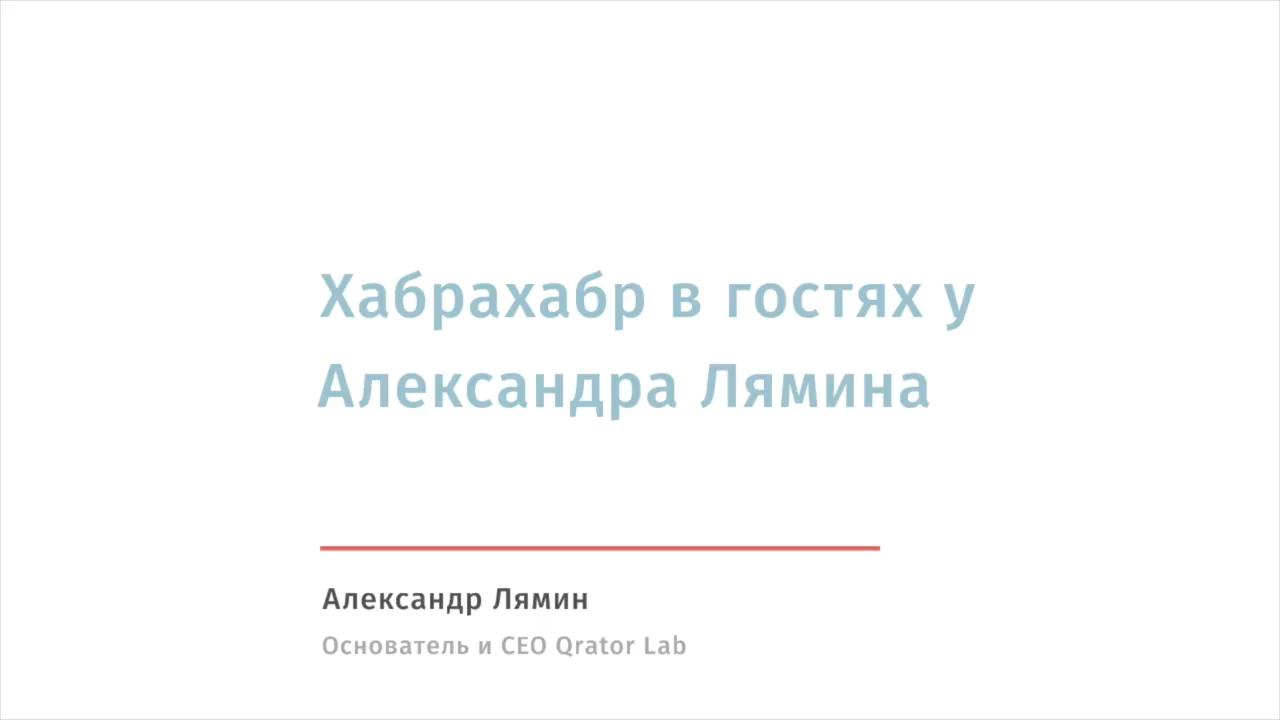 Хабрахабр в гостях у
Александра Лямина
Александр Лямин
Основатель и CEO Qrator Lab